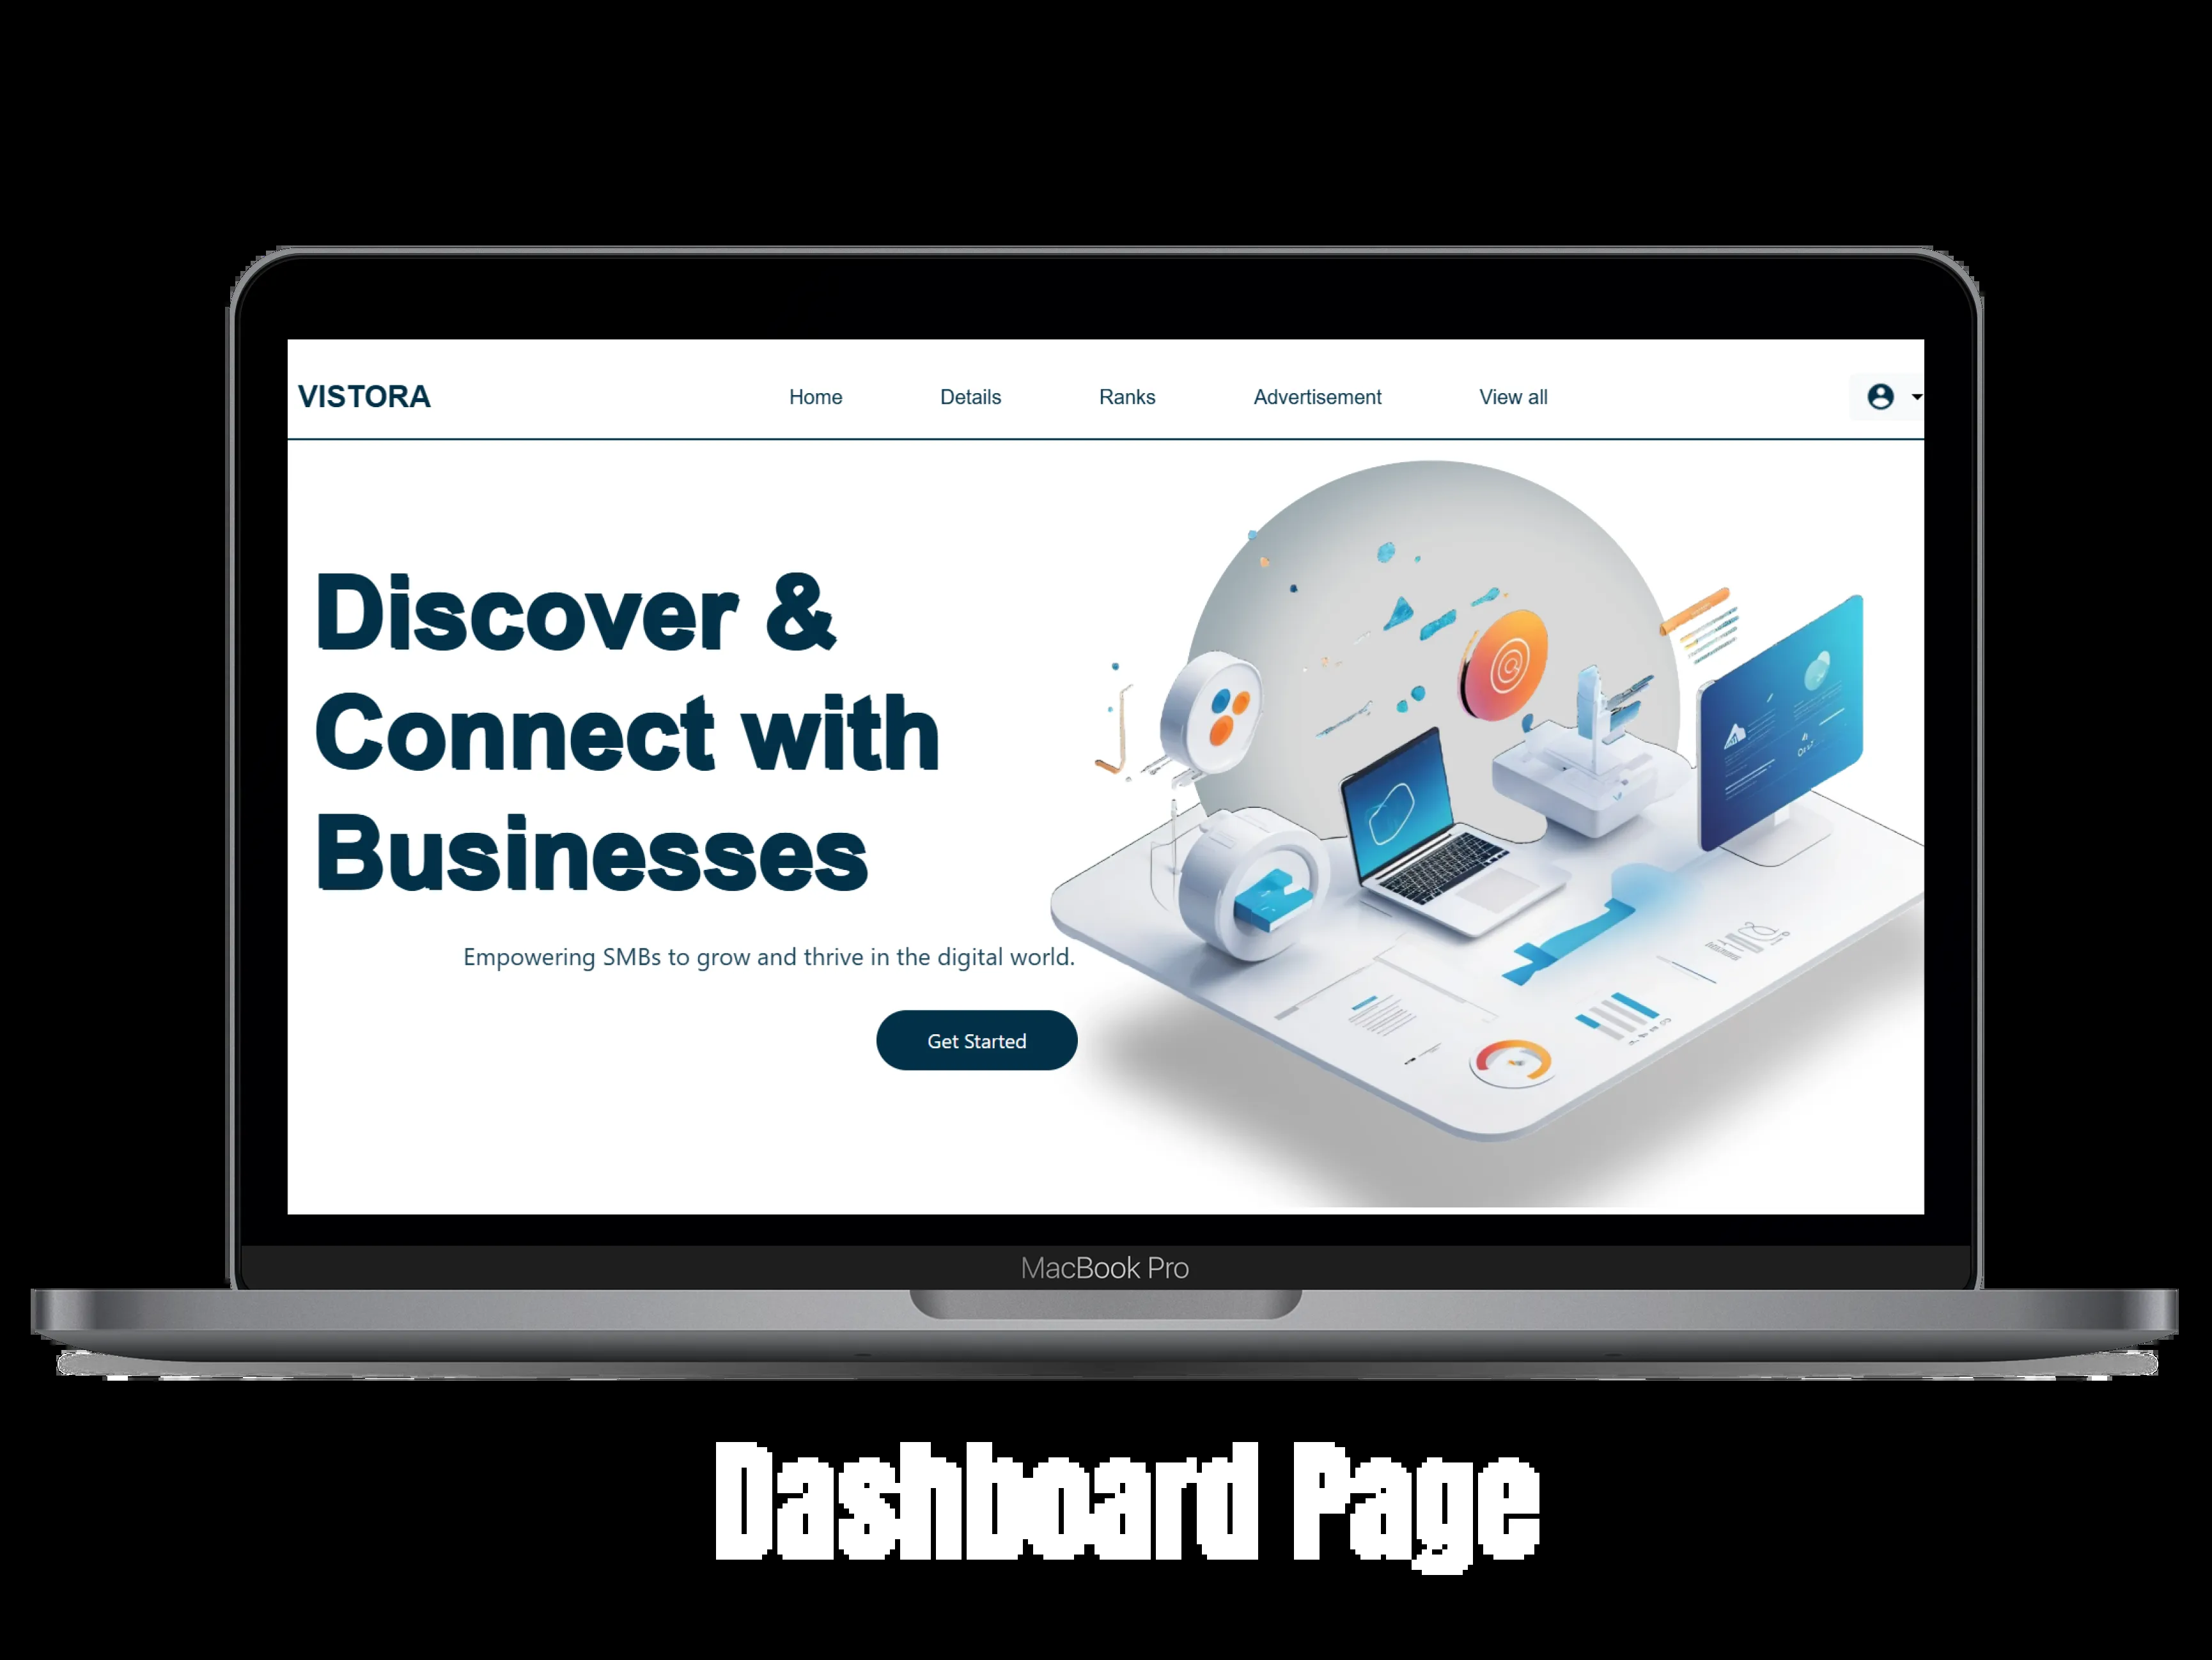 VISTORA
Home Details Ranks Advertisement View all
Discover &
Connect with
Businesses
Empowering SMBs to grow and thrive in the digital world.
Get Started
MacBook Pro
Dashboard Page